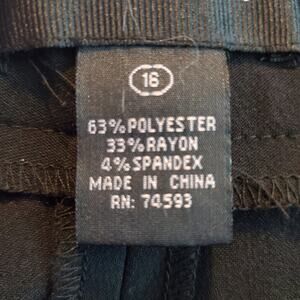 16
63% POLYESTER
33% RAYON
4% SPANDEX
MADE IN CHINA
RN: 74593